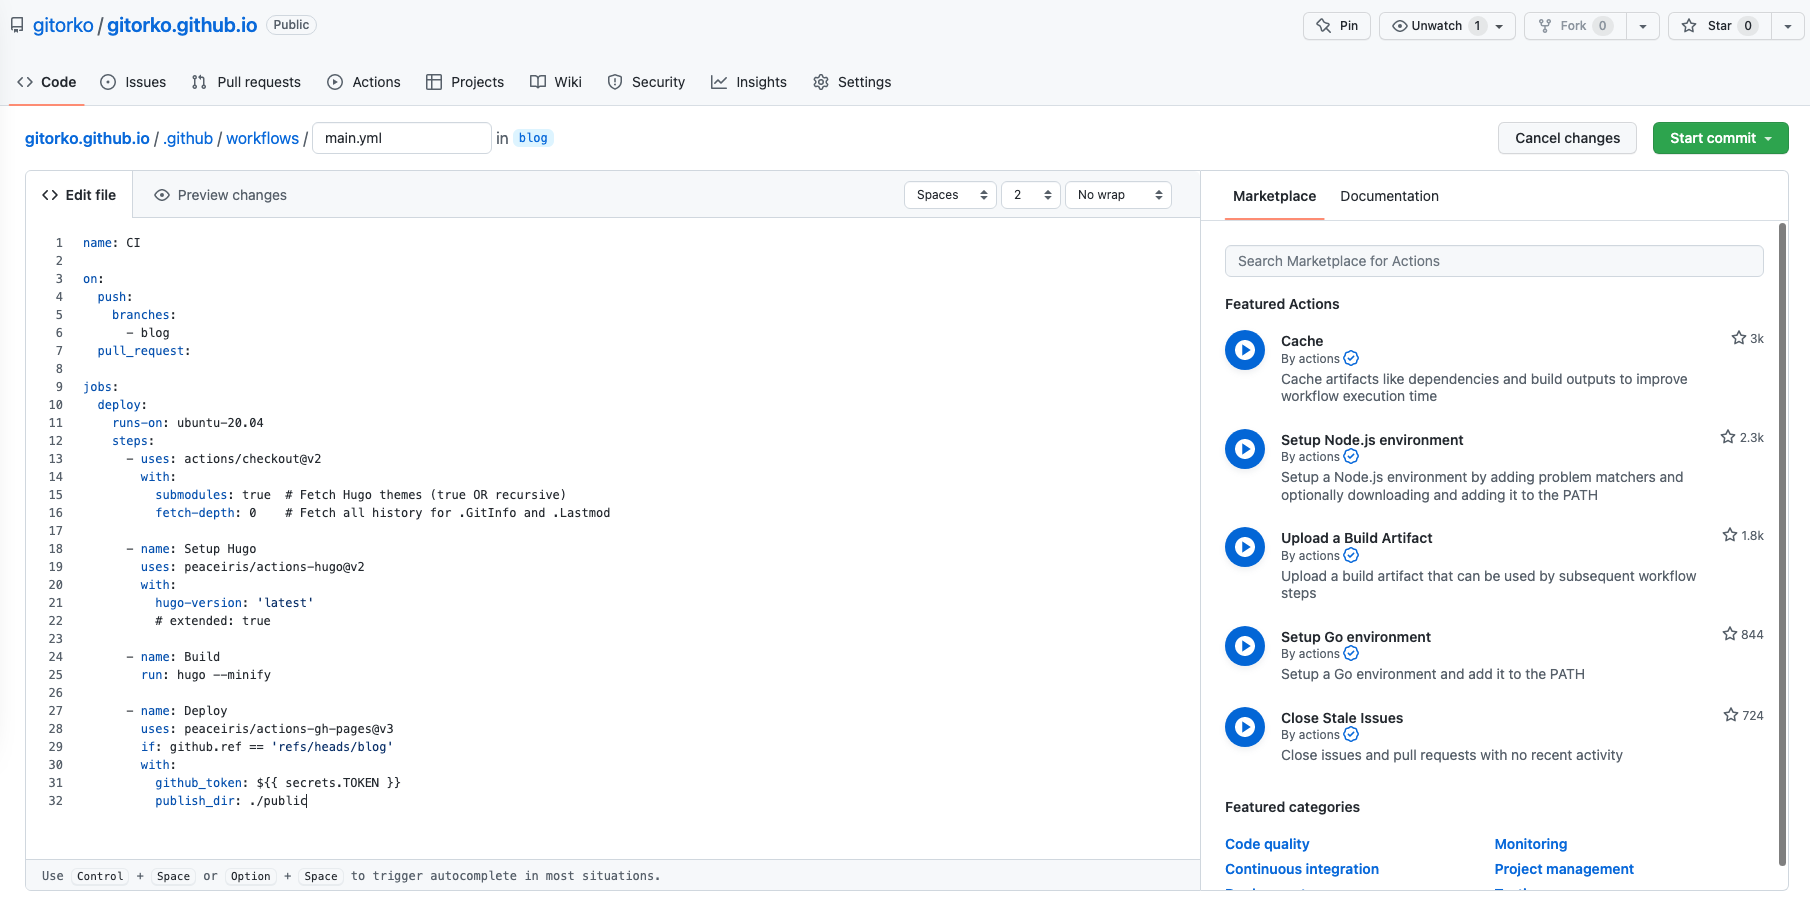 gitorko / gitorko.github.io Public
Pin Unwatch 1 Fork 0 Star 0
Code Issues Pull requests Actions Projects Wiki Security Insights Settings
gitorko.github.io / .github / workflows / main.yml in blog
Cancel changes Start commit
Edit file Preview changes Spaces 2 No wrap
1 name: CI
2
3 on:
4   push:
5     branches:
6       - blog
7   pull_request:
8
9 jobs:
10   deploy:
11     runs-on: ubuntu-20.04
12     steps:
13       - uses: actions/checkout@v2
14         with:
15           submodules: true  # Fetch Hugo themes (true OR recursive)
16           fetch-depth: 0    # Fetch all history for .GitInfo and .Lastmod
17
18       - name: Setup Hugo
19         uses: peaceiris/actions-hugo@v2
20         with:
21           hugo-version: 'latest'
22           # extended: true
23
24       - name: Build
25         run: hugo --minify
26
27       - name: Deploy
28         uses: peaceiris/actions-gh-pages@v3
29         if: github.ref == 'refs/heads/blog'
30         with:
31           github_token: ${{ secrets.TOKEN }}
32           publish_dir: ./public
Use Control + Space or Option + Space to trigger autocomplete in most situations.
Marketplace Documentation
Search Marketplace for Actions
Featured Actions
Cache 3k
By actions
Cache artifacts like dependencies and build outputs to improve
workflow execution time
Setup Node.js environment 2.3k
By actions
Setup a Node.js environment by adding problem matchers and
optionally downloading and adding it to the PATH
Upload a Build Artifact 1.8k
By actions
Upload a build artifact that can be used by subsequent workflow
steps
Setup Go environment 844
By actions
Setup a Go environment and add it to the PATH
Close Stale Issues 724
By actions
Close issues and pull requests with no recent activity
Featured categories
Code quality Monitoring
Continuous integration Project management